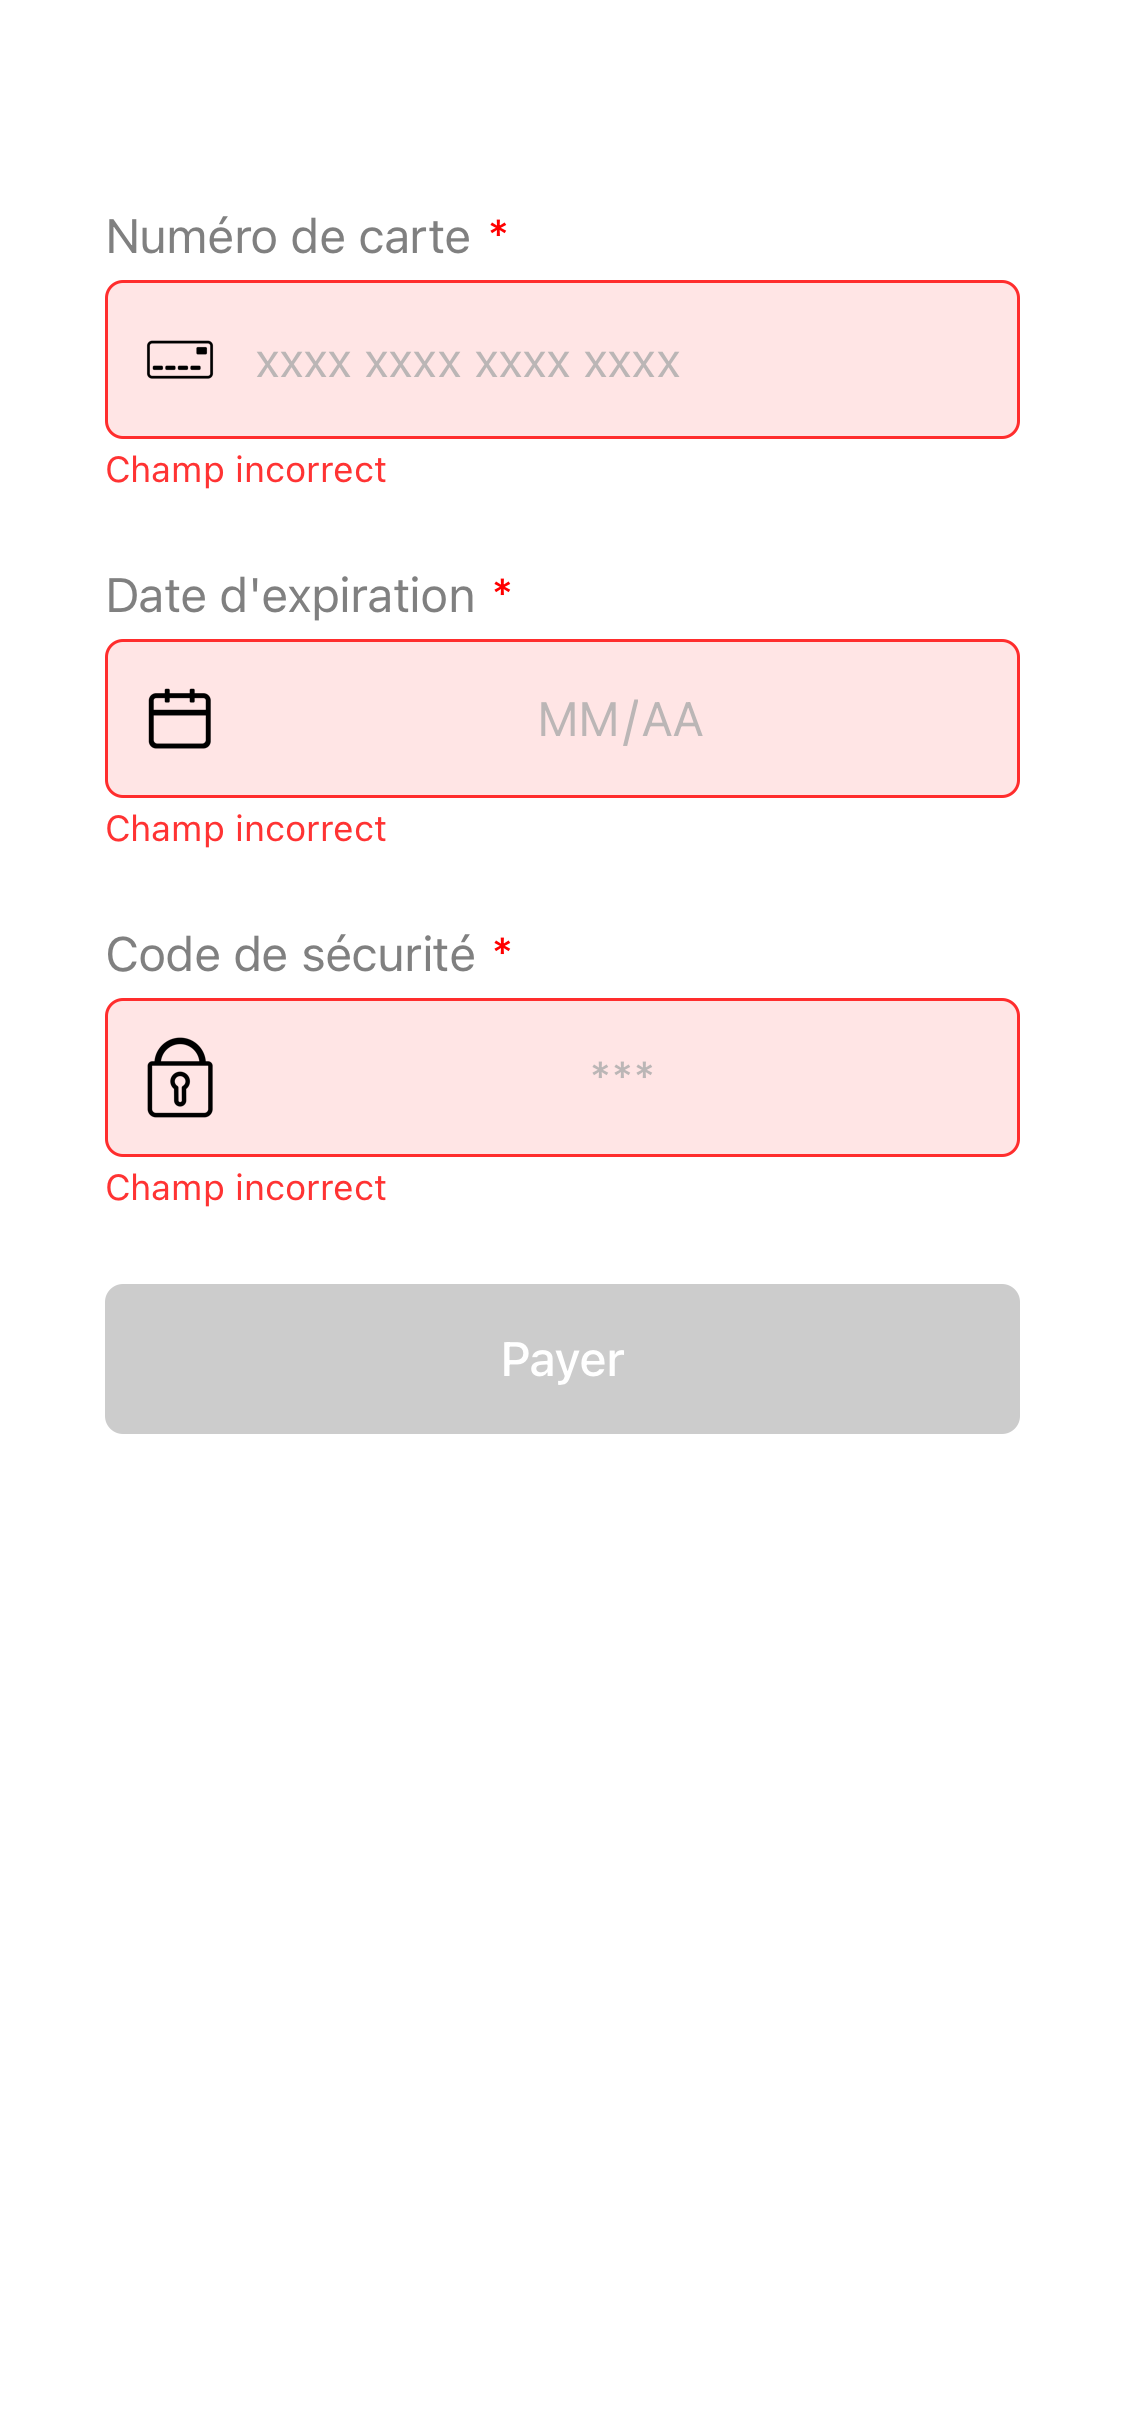 Numéro de carte *
xxxx xxxx xxxx xxxx
Champ incorrect
Date d'expiration *
MM/AA
Champ incorrect
Code de sécurité *
***
Champ incorrect
Payer